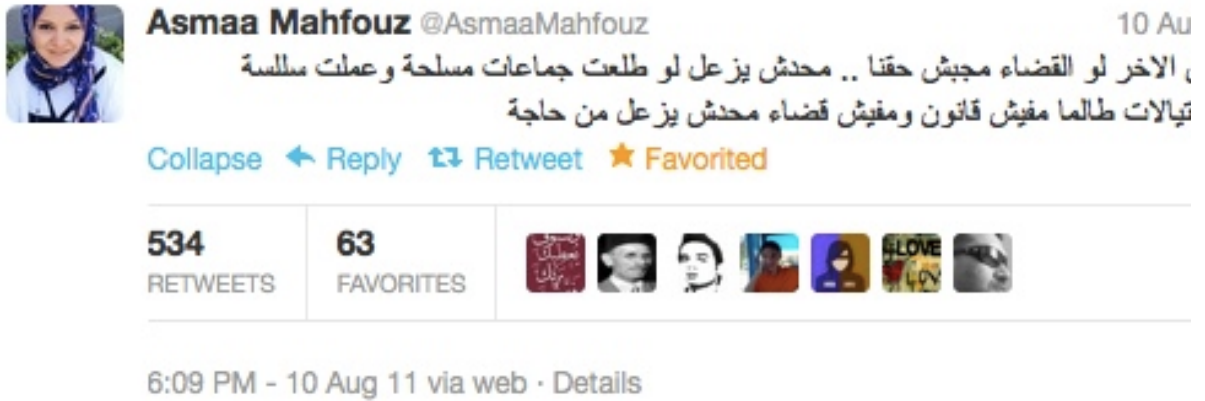 Asmaa Mahfouz @AsmaaMahfouz 10 Au
الاخر لو القضاء مجبش حقنا .. محدش يزعل لو طلعت جماعات مسلحة وعملت سللسة
تيالات طالما مفيش قانون ومفيش قضاء محدش يزعل من حاجة
Collapse Reply Retweet Favorited
534 RETWEETS
63 FAVORITES
LOVE
6:09 PM - 10 Aug 11 via web · Details